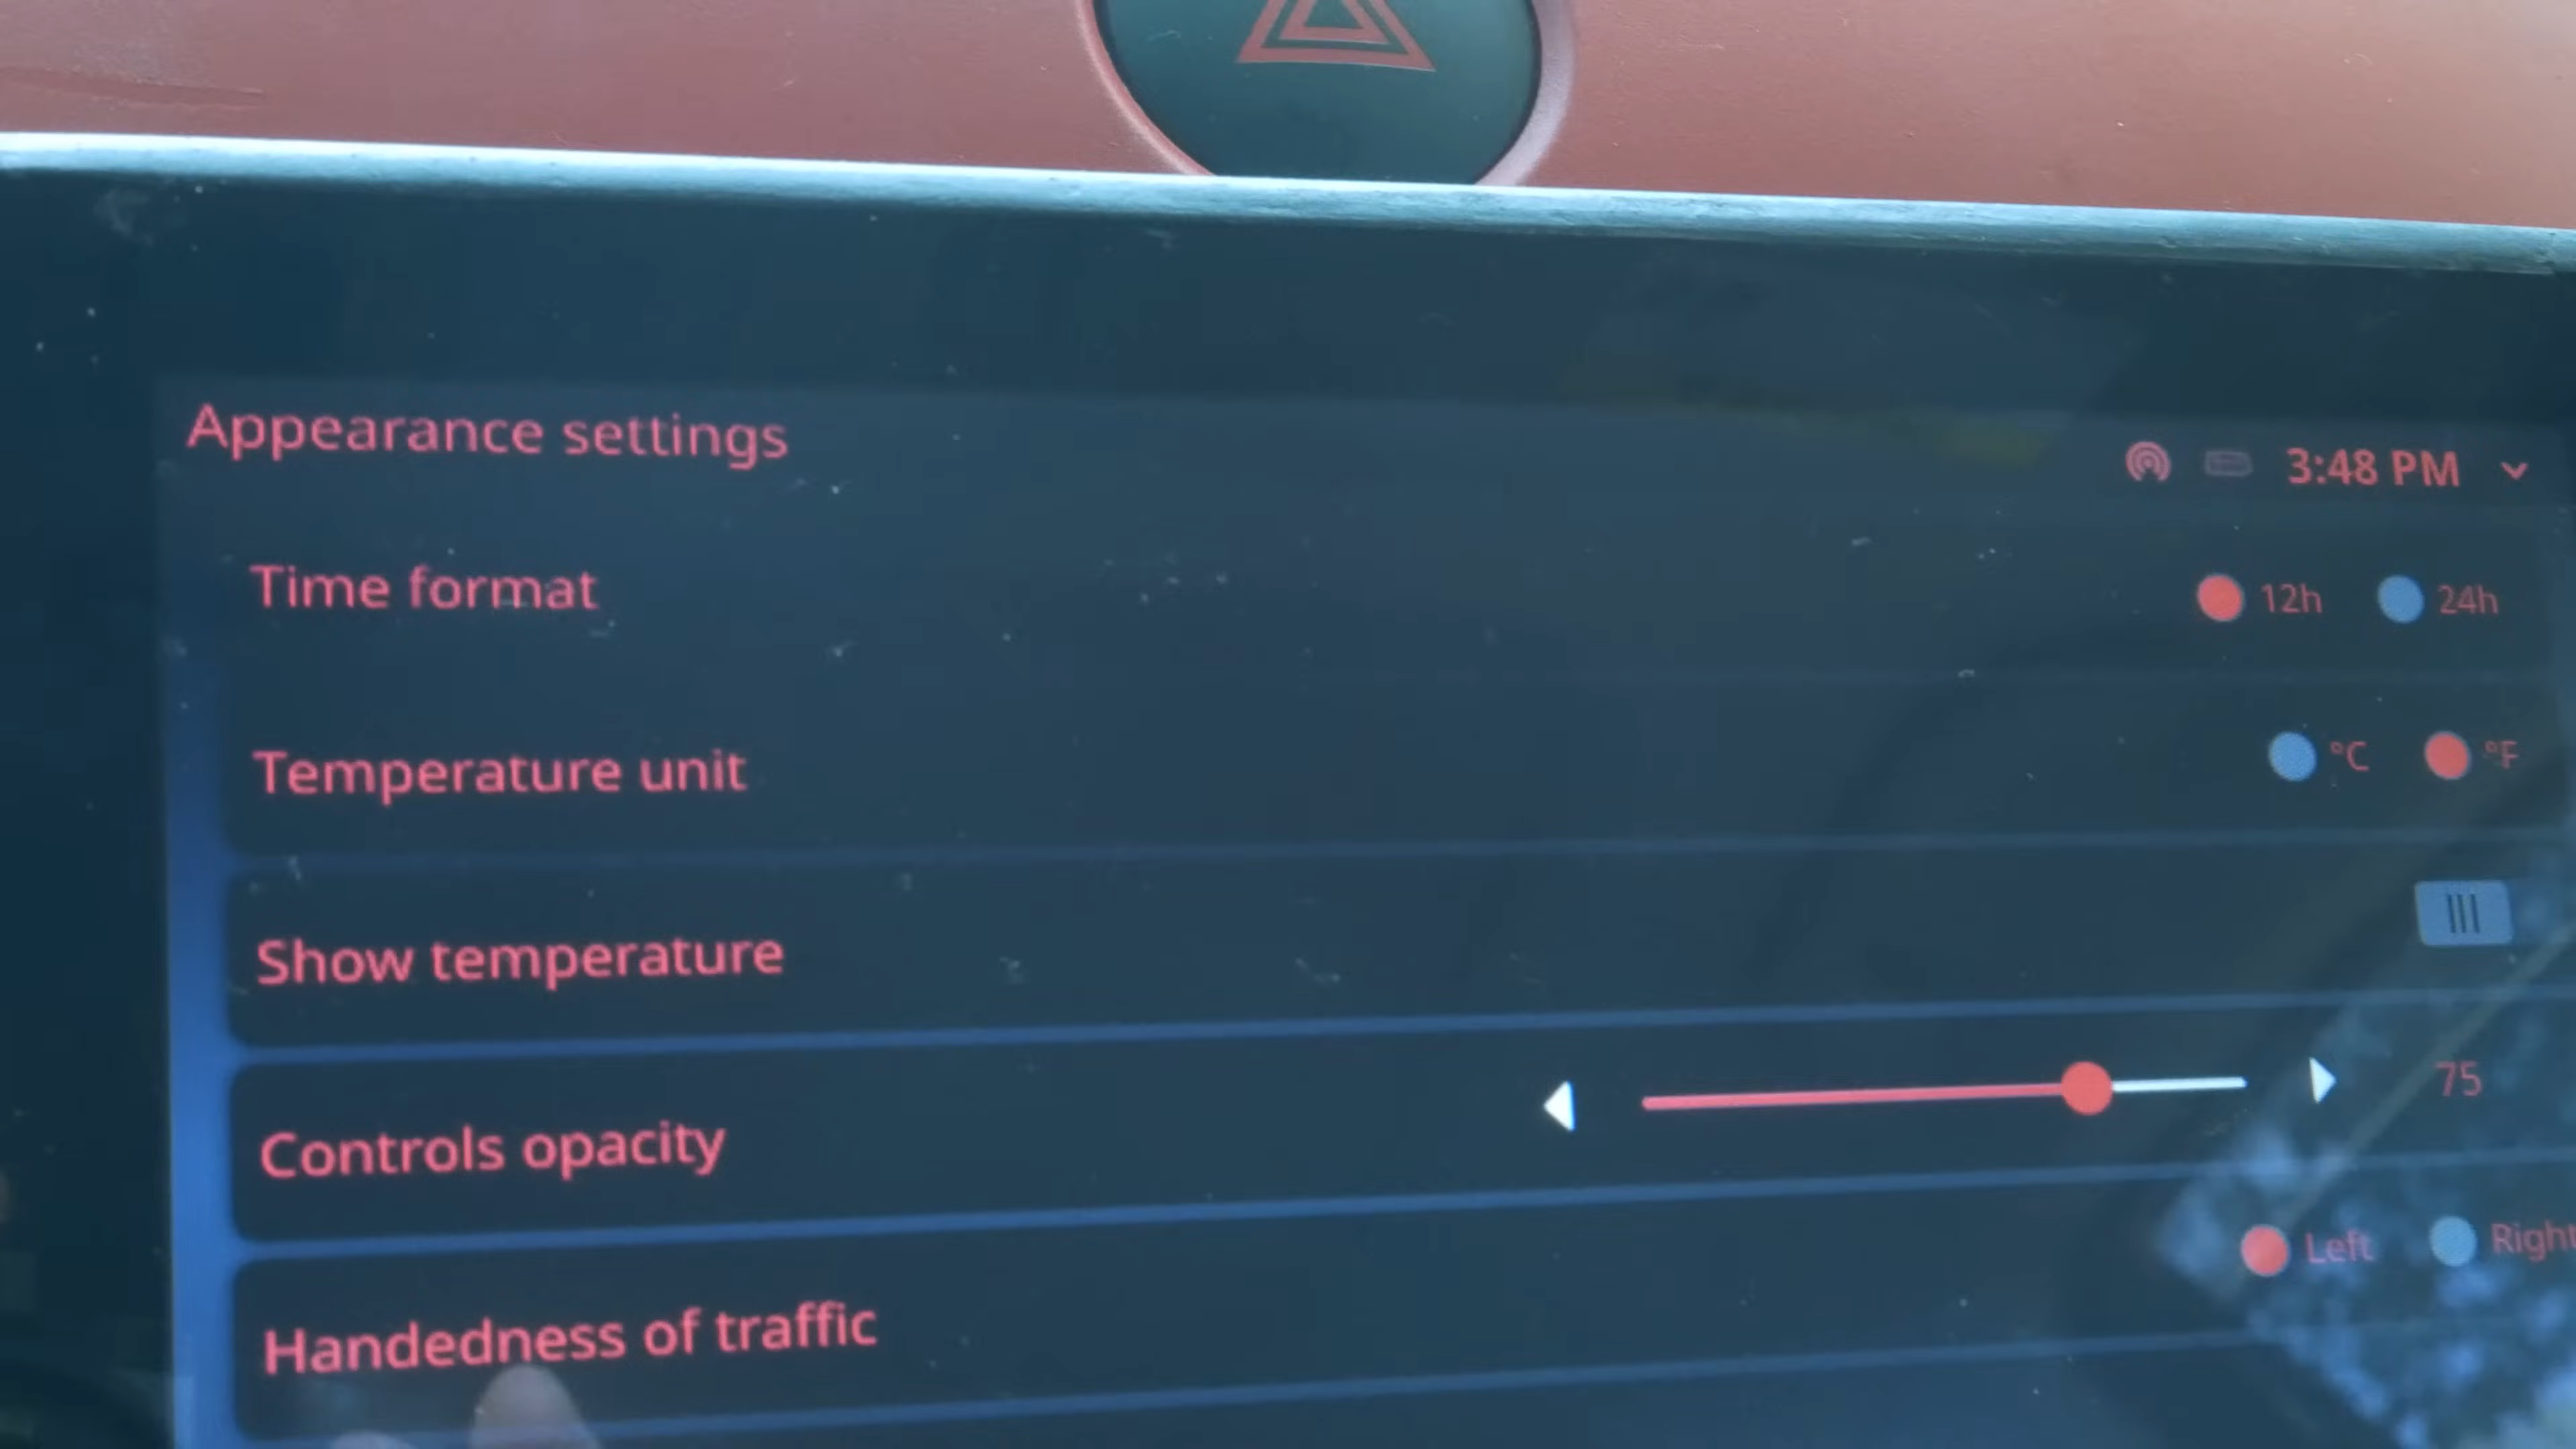 Appearance settings
3:48 PM
Time format
12h 24h
Temperature unit
°C °F
Show temperature
Controls opacity
75
Handedness of traffic
Left Right